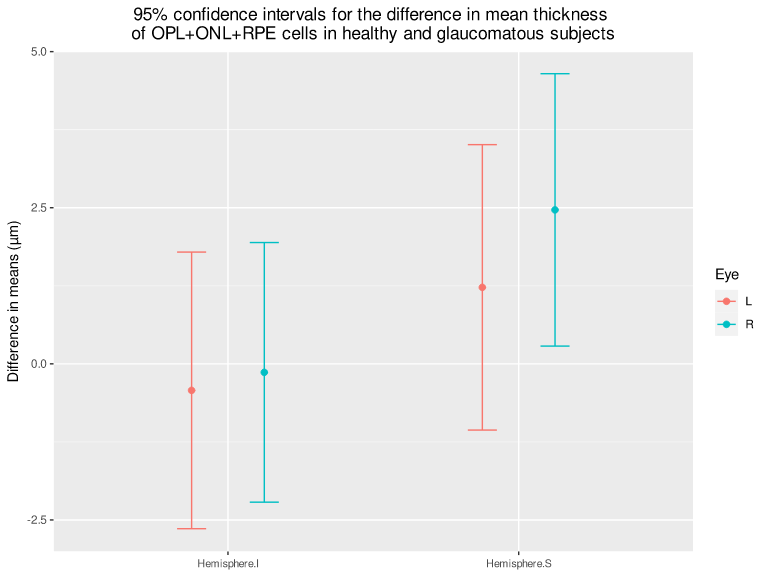 95% confidence intervals for the difference in mean thickness
of OPL+ONL+RPE cells in healthy and glaucomatous subjects
5.0
2.5
0.0
-2.5
Difference in means (µm)
Hemisphere.I
Hemisphere.S
Eye
L
R